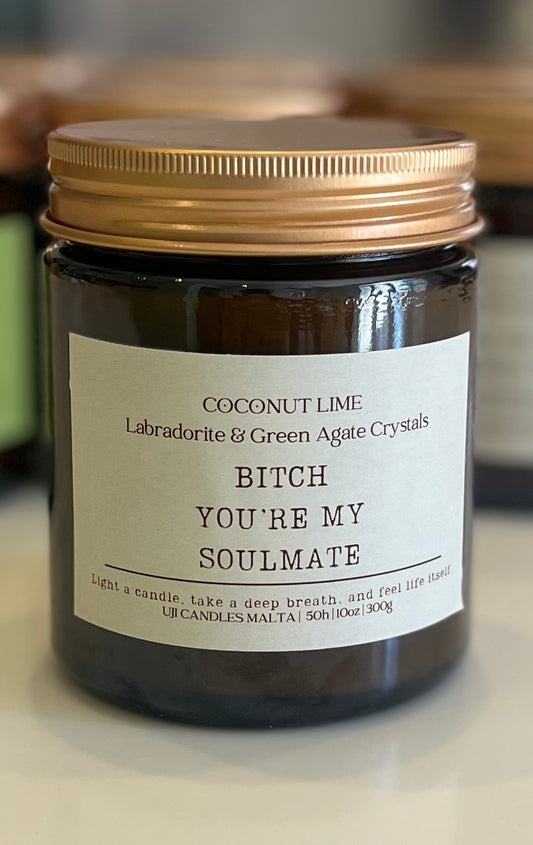 COCONUT LIME
Labradorite & Green Agate Crystals
BITCH
YOU'RE MY
SOULMATE
Light a candle, take a deep breath, and feel life itself
UJI CANDLES MALTA | 50h | 10oz | 300g